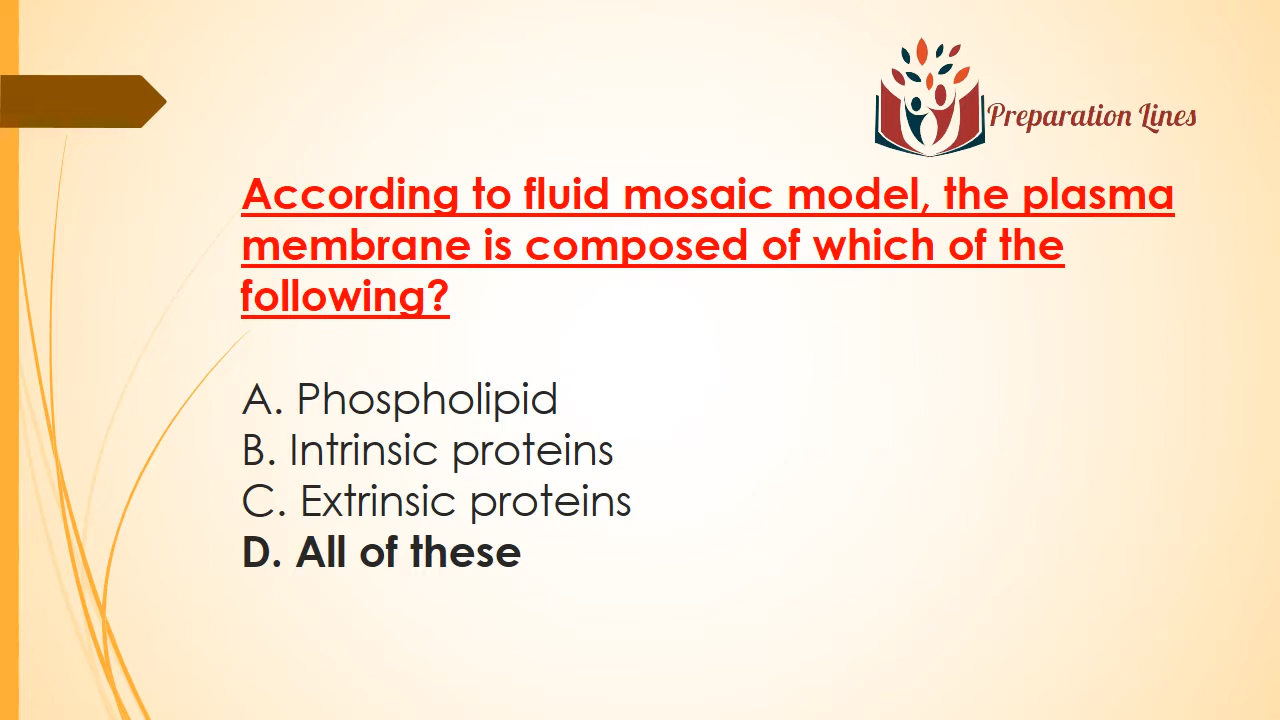 Preparation Lines
According to fluid mosaic model, the plasma
membrane is composed of which of the
following?
A. Phospholipid
B. Intrinsic proteins
C. Extrinsic proteins
D. All of these